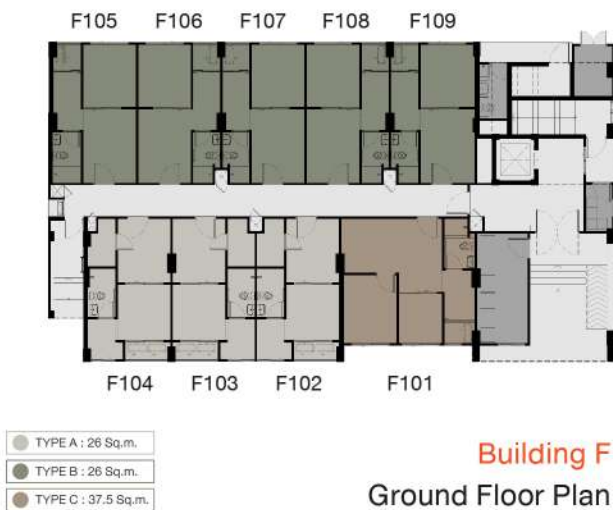 F105 F106 F107 F108 F109
F104 F103 F102 F101
TYPE A : 26 Sq.m.
TYPE B : 26 Sq.m.
TYPE C : 37.5 Sq.m.
Building F
Ground Floor Plan